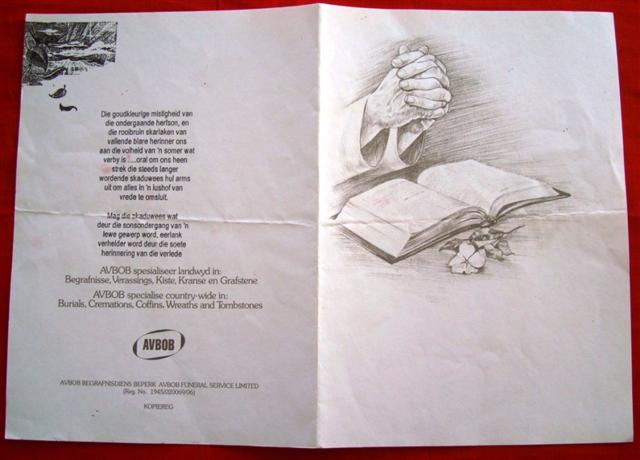 Die goudkleurige mistigheid van
die ondergaande herfson, en
die rooibruin skarlaken van
vallende blare herinner ons
aan die volheid van 'n somer wat
verby is ....oral om ons heen
strek die sleeds langer
wordende skaduwees hul arms
uit om alles in 'n lushof van
vrede te omsluit.
Mag die skaduwees wat
deur die sonsondergang van 'n
lewe gewerp word, eerlank
verhelder word deur die soete
herinnering van die verlede
AVBOB spesialiseer landwyd in:
Begrafnisse, Verassings, Kiste, Kranse en Grafstene
AVBOB specialise country-wide in:
Burials, Cremations, Coffins, Wreaths and Tombstones
AVBOB
AVBOB BEGRAFNISDIENS BEPERK AVBOB FUNERAL SERVICE LIMITED
(Reg. No. 1945/020069/06)
KOPIEREG